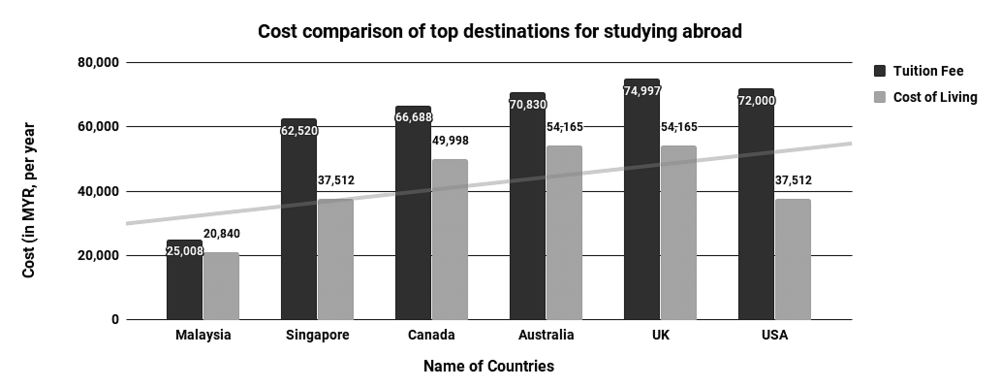 Cost comparison of top destinations for studying abroad
80,000
60,000
40,000
20,000
0
Cost (in MYR, per year
25,008
20,840
62,520
37,512
66,688
49,998
70,830
54,165
74,997
54,165
72,000
37,512
Malaysia
Singapore
Canada
Australia
UK
USA
Name of Countries
Tuition Fee
Cost of Living